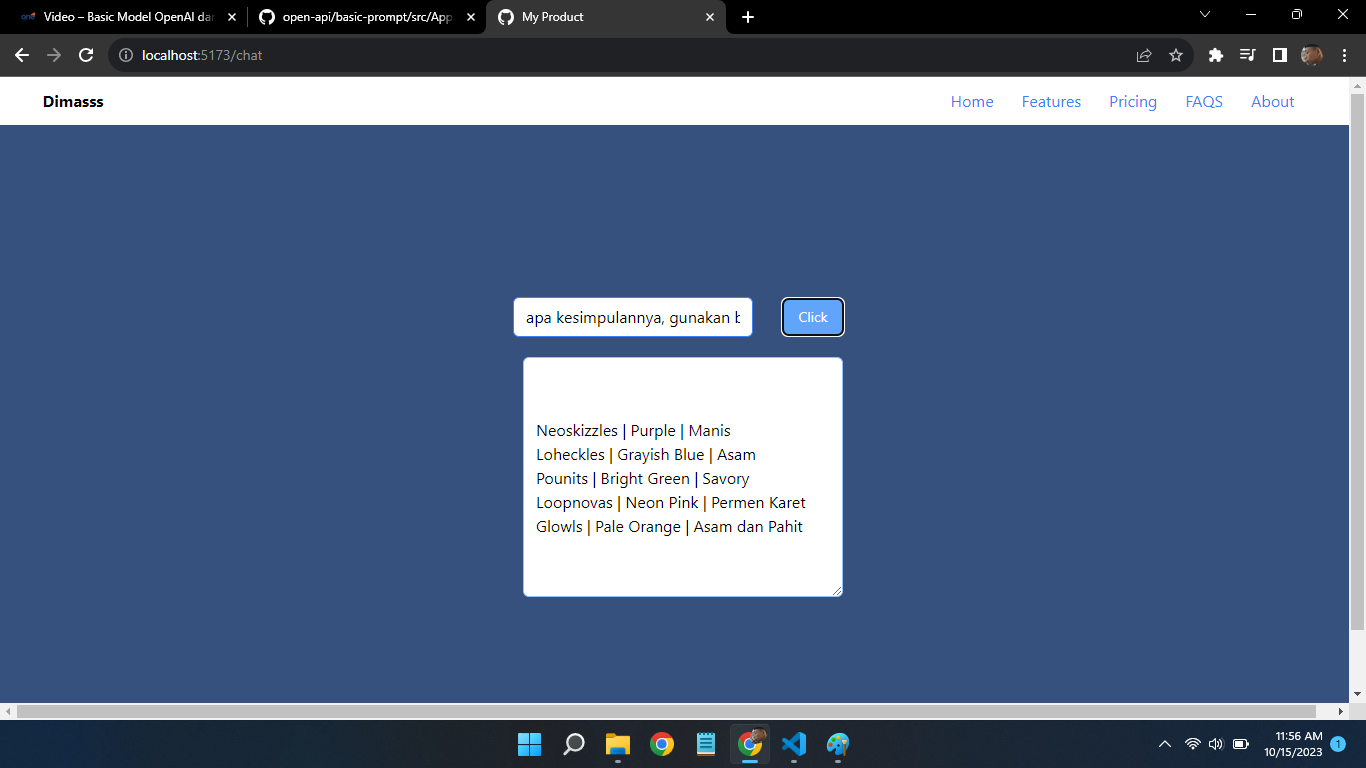 Video – Basic Model OpenAI dar
open-api/basic-prompt/src/App
My Product
localhost:5173/chat
Dimasss
Home Features Pricing FAQS About
apa kesimpulannya, gunakan b
Click
Neoskizzles | Purple | Manis
Loheckles | Grayish Blue | Asam
Pounits | Bright Green | Savory
Loopnovas | Neon Pink | Permen Karet
Glowls | Pale Orange | Asam dan Pahit
11:56 AM
10/15/2023
1